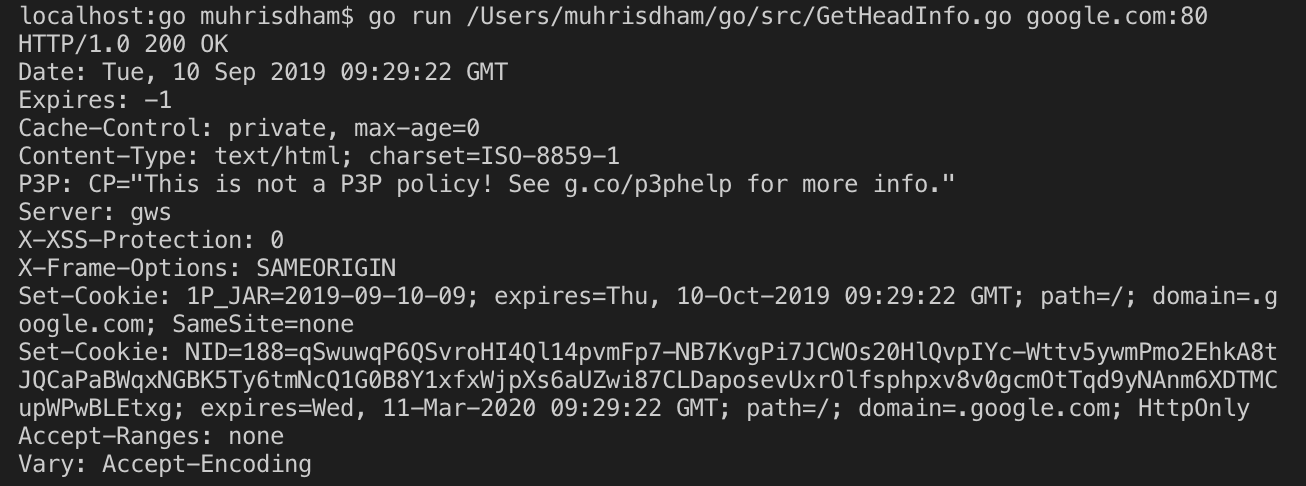 localhost:go muhrisdham$ go run /Users/muhrisdham/go/src/GetHeadInfo.go google.com:80
HTTP/1.0 200 OK
Date: Tue, 10 Sep 2019 09:29:22 GMT
Expires: -1
Cache-Control: private, max-age=0
Content-Type: text/html; charset=ISO-8859-1
P3P: CP="This is not a P3P policy! See g.co/p3phelp for more info."
Server: gws
X-XSS-Protection: 0
X-Frame-Options: SAMEORIGIN
Set-Cookie: 1P_JAR=2019-09-10-09; expires=Thu, 10-Oct-2019 09:29:22 GMT; path=/; domain=.g
oogle.com; SameSite=none
Set-Cookie: NID=188=qSwuwqP6QSvroHI4Ql14pvmFp7-NB7KvgPi7JCWOs20HlQvpIYc-Wttv5ywmPmo2EhkA8t
JQCaPaBWqxNGBK5Ty6tmNcQ1G0B8Y1xfxWjpXs6aUZwi87CLDaposevUxrOlfsphpxv8v0gcmOtTqd9yNAnm6XDTMC
upWPwBLEtxg; expires=Wed, 11-Mar-2020 09:29:22 GMT; path=/; domain=.google.com; HttpOnly
Accept-Ranges: none
Vary: Accept-Encoding